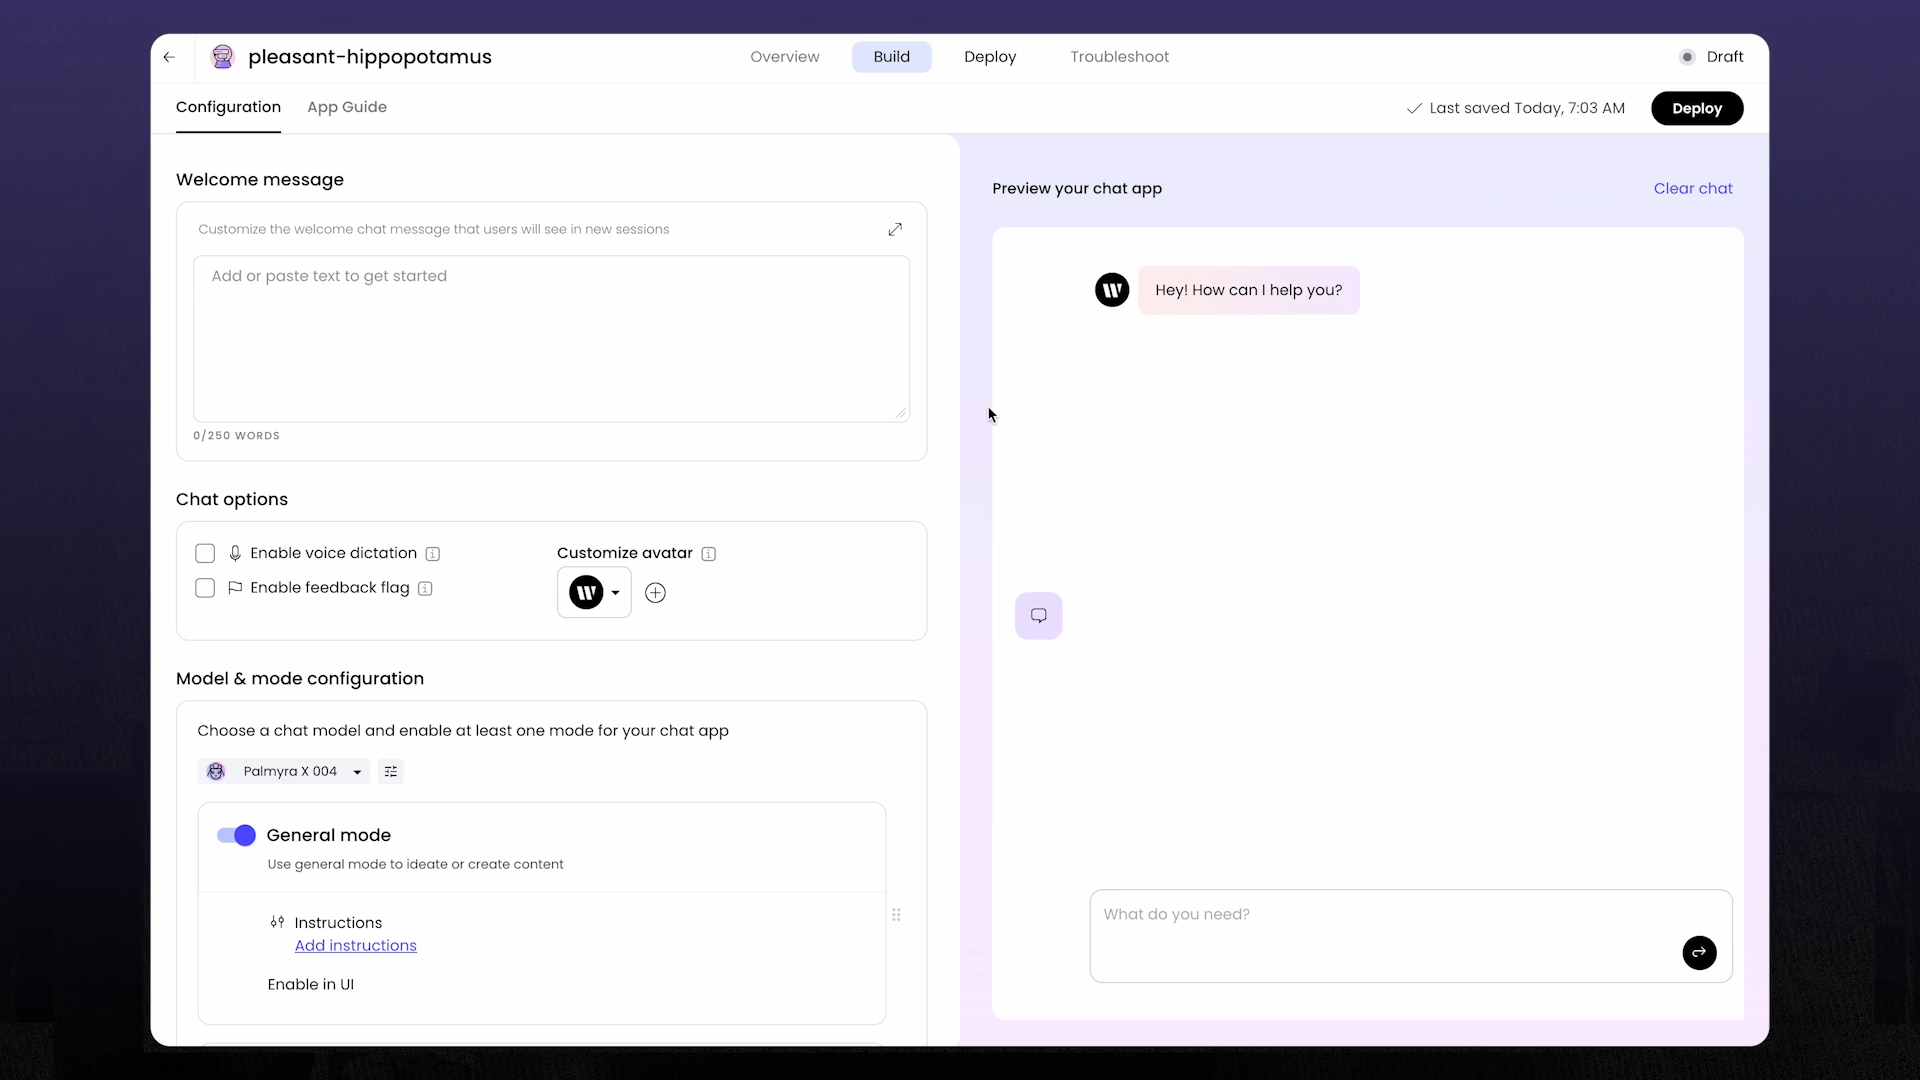 pleasant-hippopotamus
Overview
Build
Deploy
Troubleshoot
Draft
Configuration
App Guide
Last saved Today, 7:03 AM
Deploy
Welcome message
Customize the welcome chat message that users will see in new sessions
Add or paste text to get started
0/250 WORDS
Chat options
Enable voice dictation
Enable feedback flag
Customize avatar
Model & mode configuration
Choose a chat model and enable at least one mode for your chat app
Palmyra X 004
General mode
Use general mode to ideate or create content
Instructions
Add instructions
Enable in UI
Preview your chat app
Clear chat
Hey! How can I help you?
What do you need?